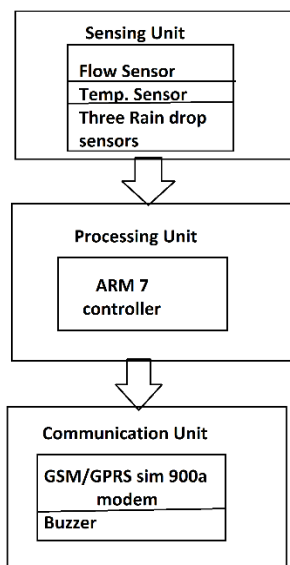 Sensing Unit
Flow Sensor
Temp. Sensor
Three Rain drop
sensors
Processing Unit
ARM 7
controller
Communication Unit
GSM/GPRS sim 900a
modem
Buzzer